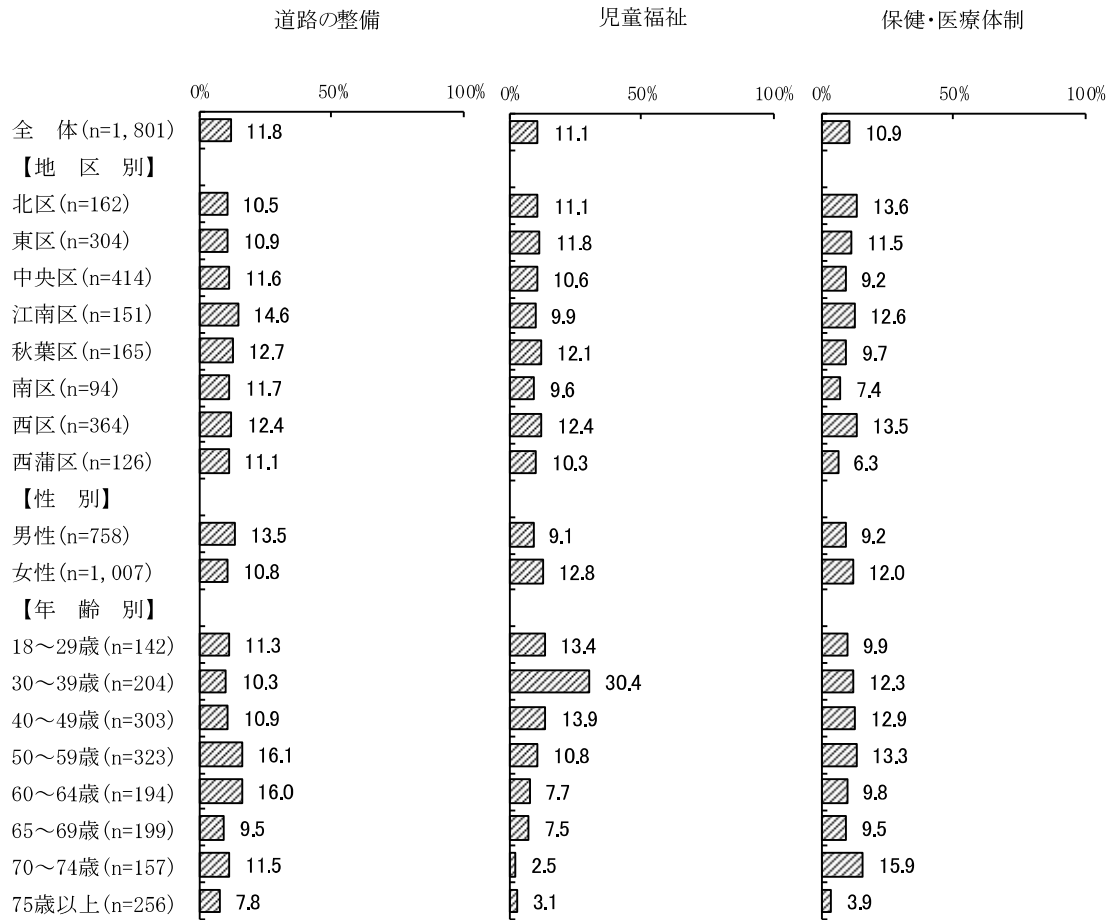 道路の整備 児童福祉 保健・医療体制
0% 50% 100% 0% 50% 100% 0% 50% 100%
全　体(n=1,801) 11.8 11.1 10.9
【地　区　別】
北区(n=162) 10.5 11.1 13.6
東区(n=304) 10.9 11.8 11.5
中央区(n=414) 11.6 10.6 9.2
江南区(n=151) 14.6 9.9 12.6
秋葉区(n=165) 12.7 12.1 9.7
南区(n=94) 11.7 9.6 7.4
西区(n=364) 12.4 12.4 13.5
西蒲区(n=126) 11.1 10.3 6.3
【性　別】
男性(n=758) 13.5 9.1 9.2
女性(n=1,007) 10.8 12.8 12.0
【年　齢　別】
18～29歳(n=142) 11.3 13.4 9.9
30～39歳(n=204) 10.3 30.4 12.3
40～49歳(n=303) 10.9 13.9 12.9
50～59歳(n=323) 16.1 10.8 13.3
60～64歳(n=194) 16.0 7.7 9.8
65～69歳(n=199) 9.5 7.5 9.5
70～74歳(n=157) 11.5 2.5 15.9
75歳以上(n=256) 7.8 3.1 3.9